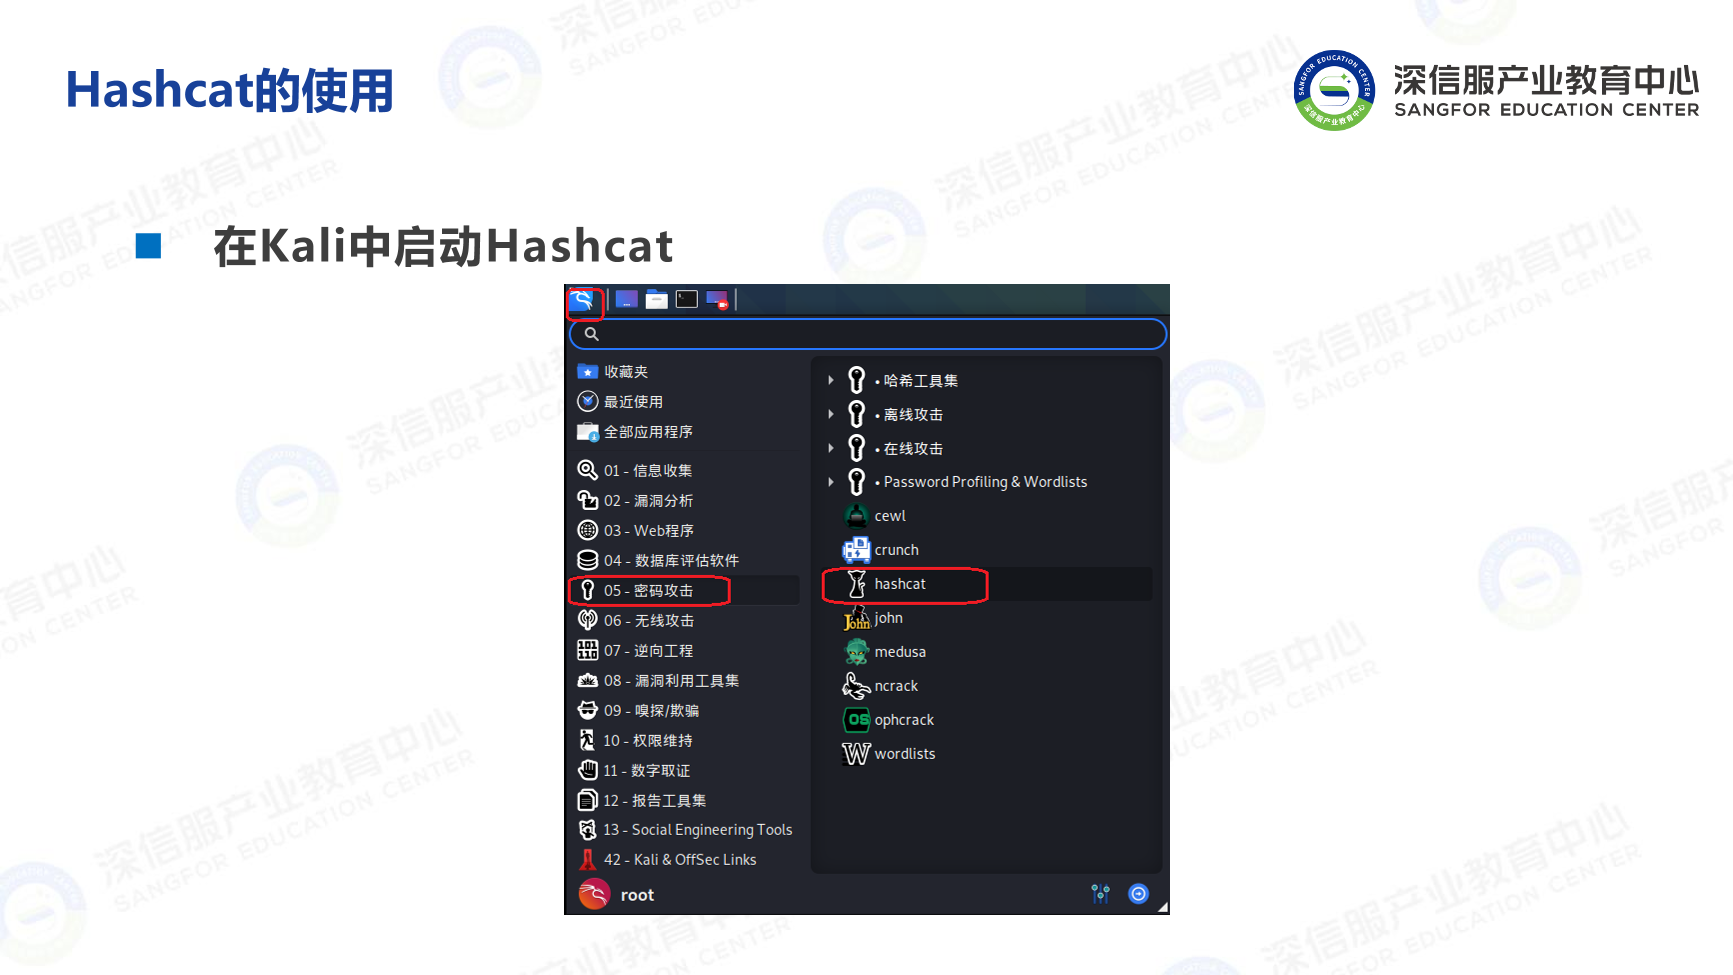 Hashcat的使用
深信服产业教育中心
SANGFOR EDUCATION CENTER
在Kali中启动Hashcat
收藏夹
最近使用
全部应用程序
01 - 信息收集
02 - 漏洞分析
03 - Web程序
04 - 数据库评估软件
05 - 密码攻击
06 - 无线攻击
07 - 逆向工程
08 - 漏洞利用工具集
09 - 嗅探/欺骗
10 - 权限维持
11 - 数字取证
12 - 报告工具集
13 - Social Engineering Tools
42 - Kali & OffSec Links
• 哈希工具集
• 离线攻击
• 在线攻击
• Password Profiling & Wordlists
cewl
crunch
hashcat
john
medusa
ncrack
ophcrack
wordlists
root